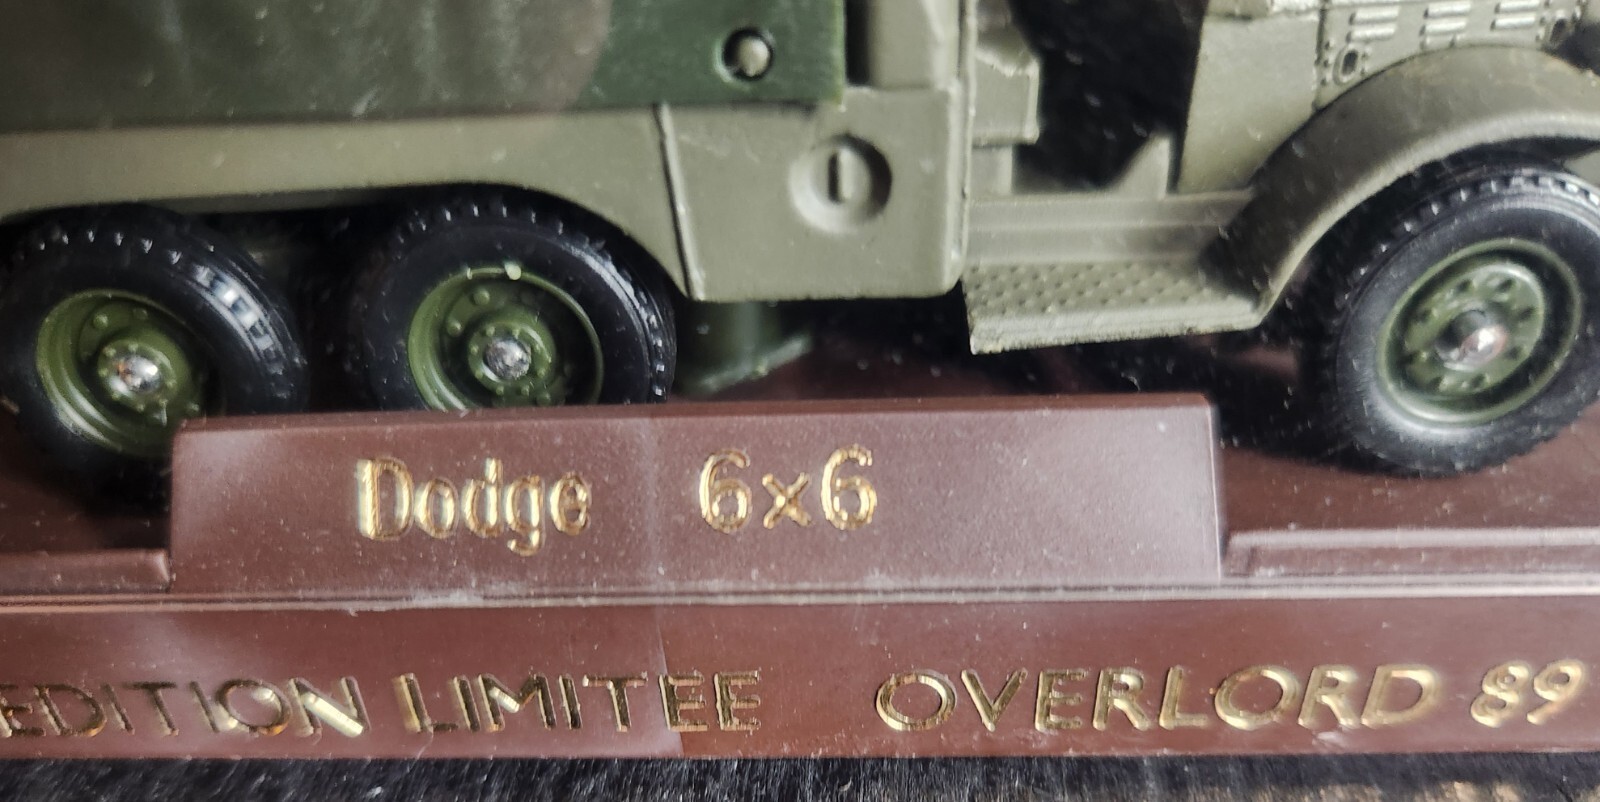 Dodge 6x6
EDITION LIMITEE OVERLORD 89